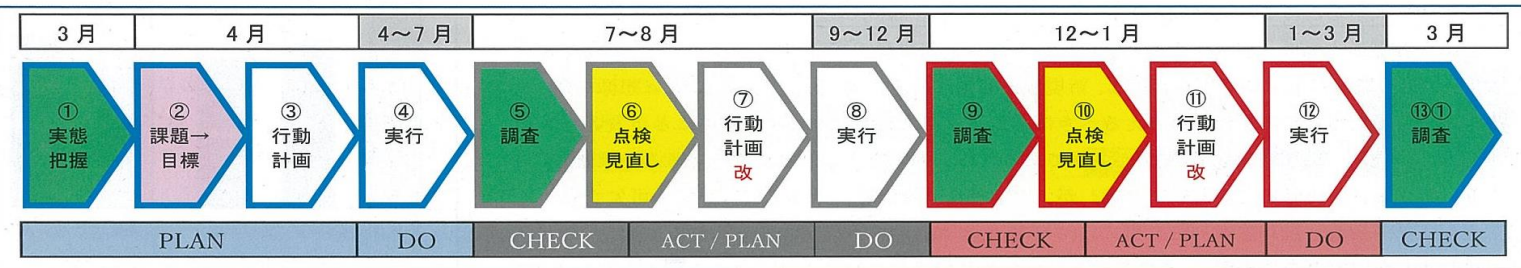 3月 4月 4～7月 7～8月 9～12月 12～1月 1～3月 3月
①
実態
把握
②
課題→
目標
③
行動
計画
④
実行
⑤
調査
⑥
点検
見直し
⑦
行動
計画
改
⑧
実行
⑨
調査
⑩
点検
見直し
⑪
行動
計画
改
⑫
実行
⑬①
調査
PLAN DO CHECK ACT / PLAN DO CHECK ACT / PLAN DO CHECK